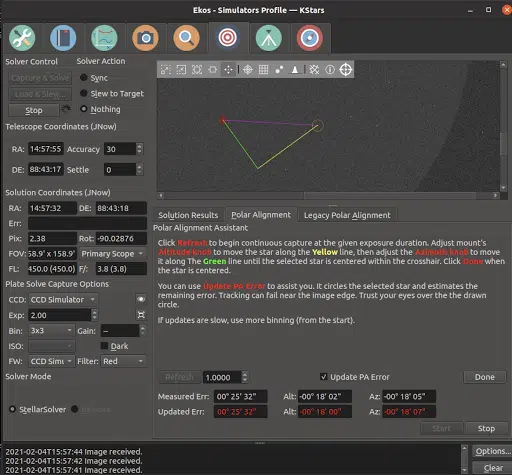 Ekos - Simulators Profile — KStars
Solver Control
Solver Action
Capture & Solve
Sync
Load & Slew...
Slew to Target
Stop
Nothing
Telescope Coordinates (JNow)
RA: 14:57:55 Accuracy 30
DE: 88:43:17 Settle 0
Solution Coordinates (JNow)
RA: 14:57:32 DE: 88:43:18
Err:
Pix: 2.38 Rot: -90.02876
FOV: 58.9' x 58.9' Primary Scope
FL: 450.0 (450.0) F/: 3.8 (3.8)
Plate Solve Capture Options
CCD: CCD Simulator
Exp: 2.00
Bin: 3x3 Gain: --
ISO: Dark
FW: CCD Simu Filter: Red
Solver Mode
StellarSolver
Solution Results Polar Alignment Legacy Polar Alignment
Polar Alignment Assistant
Click Refresh to begin continuous capture at the given exposure duration. Adjust mount's
Altitude knob to move the star along the Yellow line, then adjust the Azimuth knob to
move it along The Green line until the selected star is centered within the crosshair. Click Done when
the star is centered.
You can use Update PA Error to assist you. It circles the selected star and estimates the
remaining error. Tracking can fail near the image edge. Trust your eyes over the the drawn
circle.
If updates are slow, use more binning (from the start).
Refresh 1.0000 Update PA Error Done
Measured Err: 00° 25' 32" Alt: -00° 18' 02" Az: -00° 18' 05"
Updated Err: 00° 25' 32" Alt: -00° 18' 00" Az: -00° 18' 07"
Start Stop
2021-02-04T15:57:44 Image received.
2021-02-04T15:57:42 Image received.
2021-02-04T15:57:41 Image received.
Options...
Clear